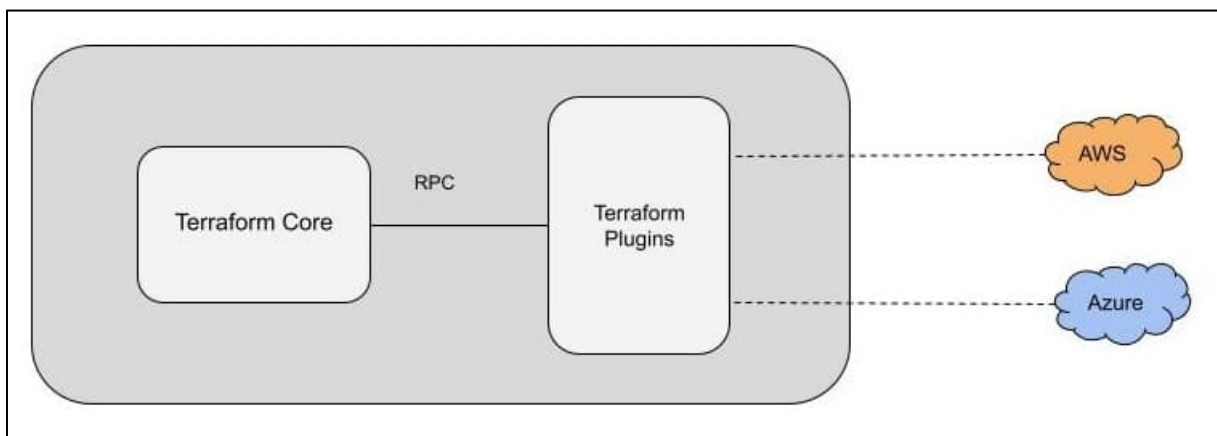 Terraform Core
RPC
Terraform
Plugins
AWS
Azure